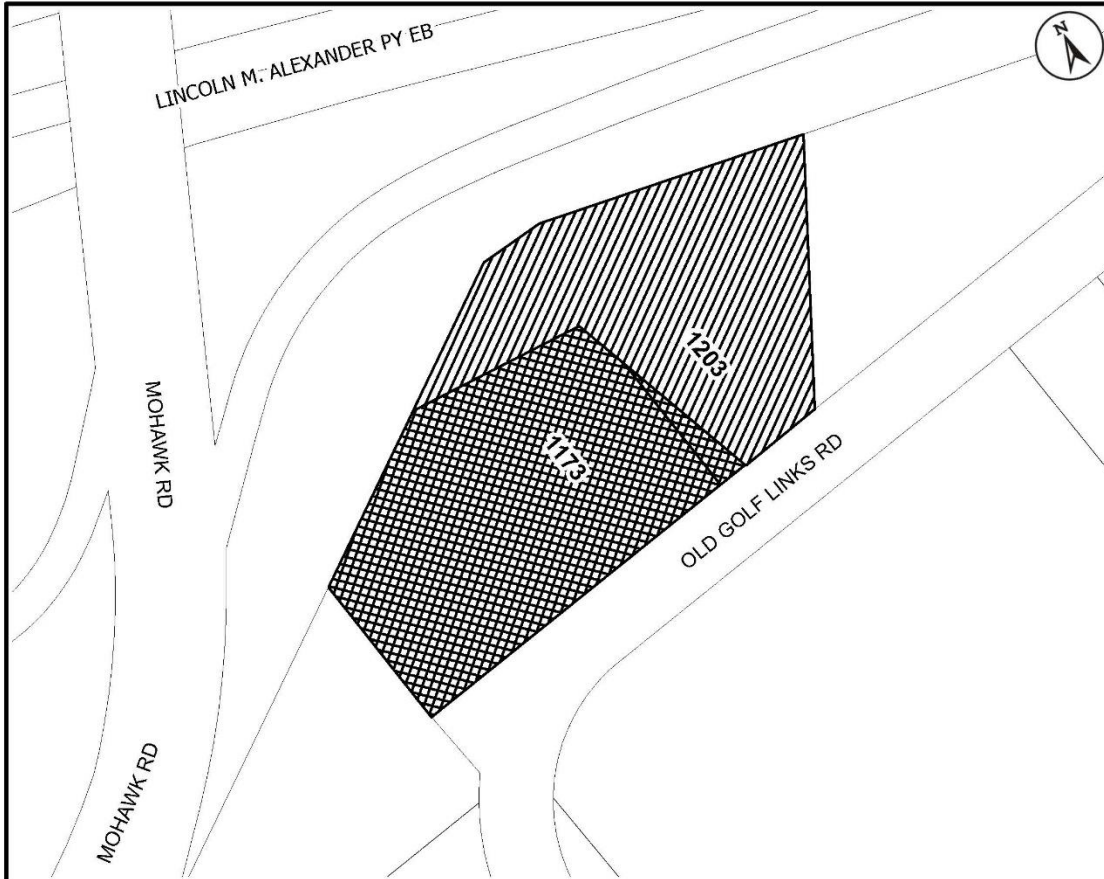 N
LINCOLN M. ALEXANDER PY EB
1203
MOHAWK RD
1173
OLD GOLF LINKS RD
MOHAWK RD